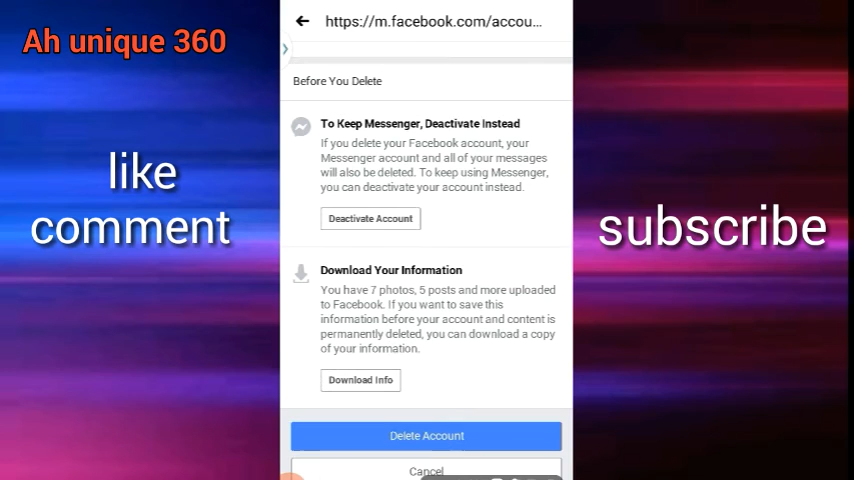 Ah unique 360
like
comment
subscribe
https://m.facebook.com/accou...
Before You Delete
To Keep Messenger, Deactivate Instead
If you delete your Facebook account, your
Messenger account and all of your messages
will also be deleted. To keep using Messenger,
you can deactivate your account instead.
Deactivate Account
Download Your Information
You have 7 photos, 5 posts and more uploaded
to Facebook. If you want to save this
information before your account and content is
permanently deleted, you can download a copy
of your information.
Download Info
Delete Account
Cancel